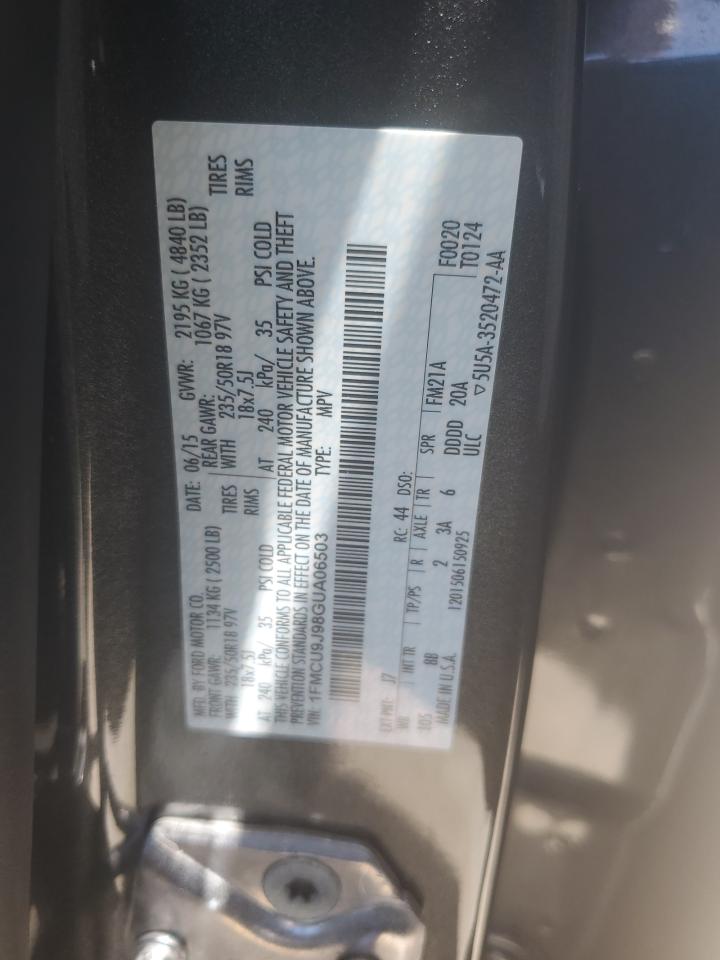 MFD. BY FORD MOTOR CO. DATE: 06/15 GVWR: 2195 KG ( 4840 LB)
FRONT GAWR: 1134 KG ( 2500 LB) REAR GAWR: 1067 KG ( 2352 LB)
WITH 235/50R18 97V TIRES WITH 235/50R18 97V TIRES
18x7.5J RIMS 18x7.5J RIMS
AT 240 kPa/ 35 PSI COLD AT 240 kPa/ 35 PSI COLD
THIS VEHICLE CONFORMS TO ALL APPLICABLE FEDERAL MOTOR VEHICLE SAFETY AND THEFT
PREVENTION STANDARDS IN EFFECT ON THE DATE OF MANUFACTURE SHOWN ABOVE.
VIN: 1FMCU9J98GUA06503 TYPE: MPV
EXT PNT: J7 RC: 44 DSO:
WB INT TR TP/PS R AXLE TR SPR FM21A F0020
105 8B 2 3A 6 DDDD 20A T0124
MADE IN U.S.A. 1201506150925 ULC ▽5U5A-3520472-AA